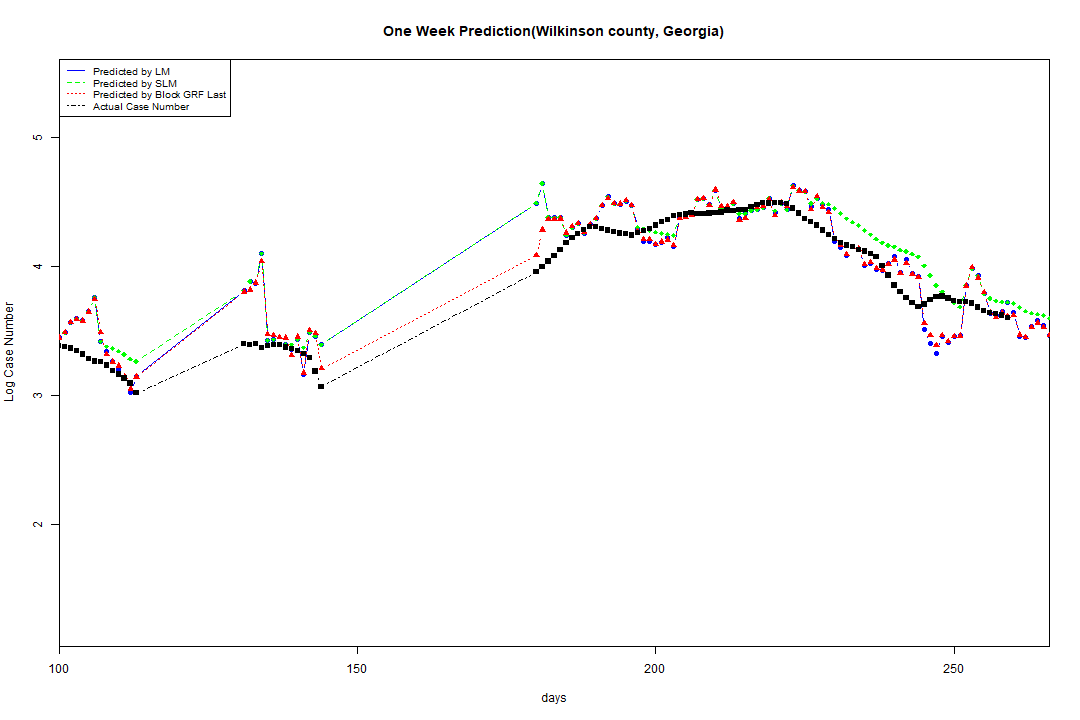 One Week Prediction(Wilkinson county, Georgia)
Predicted by LM
Predicted by SLM
Predicted by Block GRF Last
Actual Case Number
5
4
3
2
Log Case Number
100 150 200 250
days